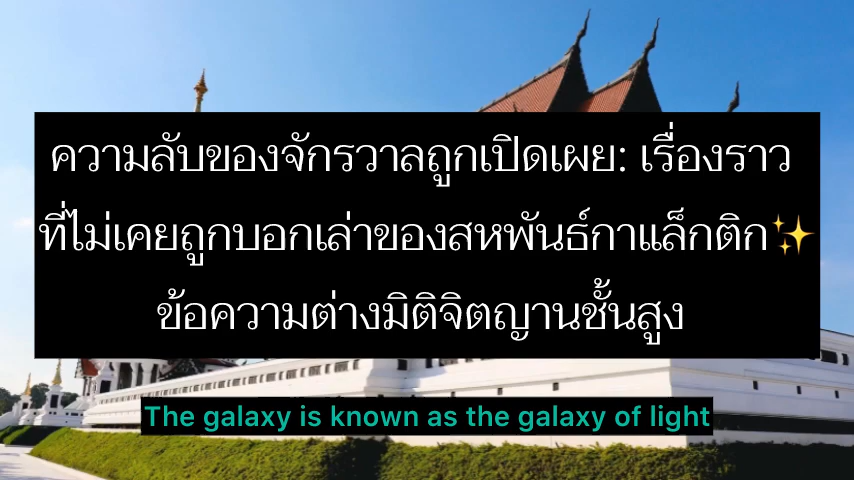 ความลับของจักรวาลถูกเปิดเผย: เรื่องราว
ที่ไม่เคยถูกบอกเล่าของสหพันธ์กาแล็กติก✨
ข้อความต่างมิติจิตญานชั้นสูง
The galaxy is known as the galaxy of light